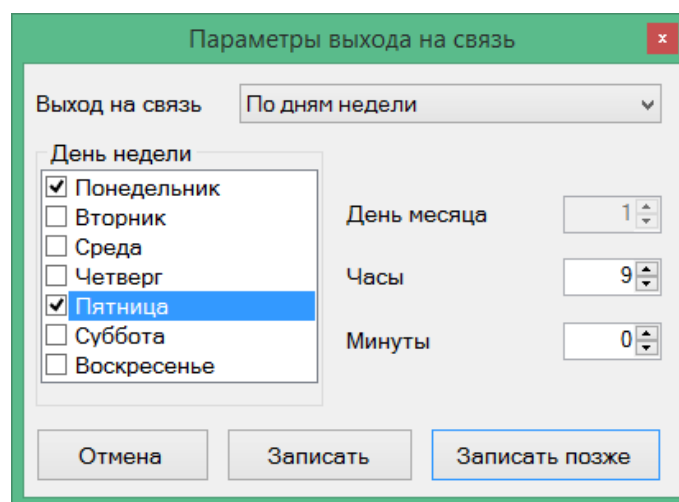 Параметры выхода на связь
x
Выход на связь По дням недели
День недели
Понедельник
Вторник
Среда
Четверг
Пятница
Суббота
Воскресенье
День месяца 1
Часы 9
Минуты 0
Отмена Записать Записать позже